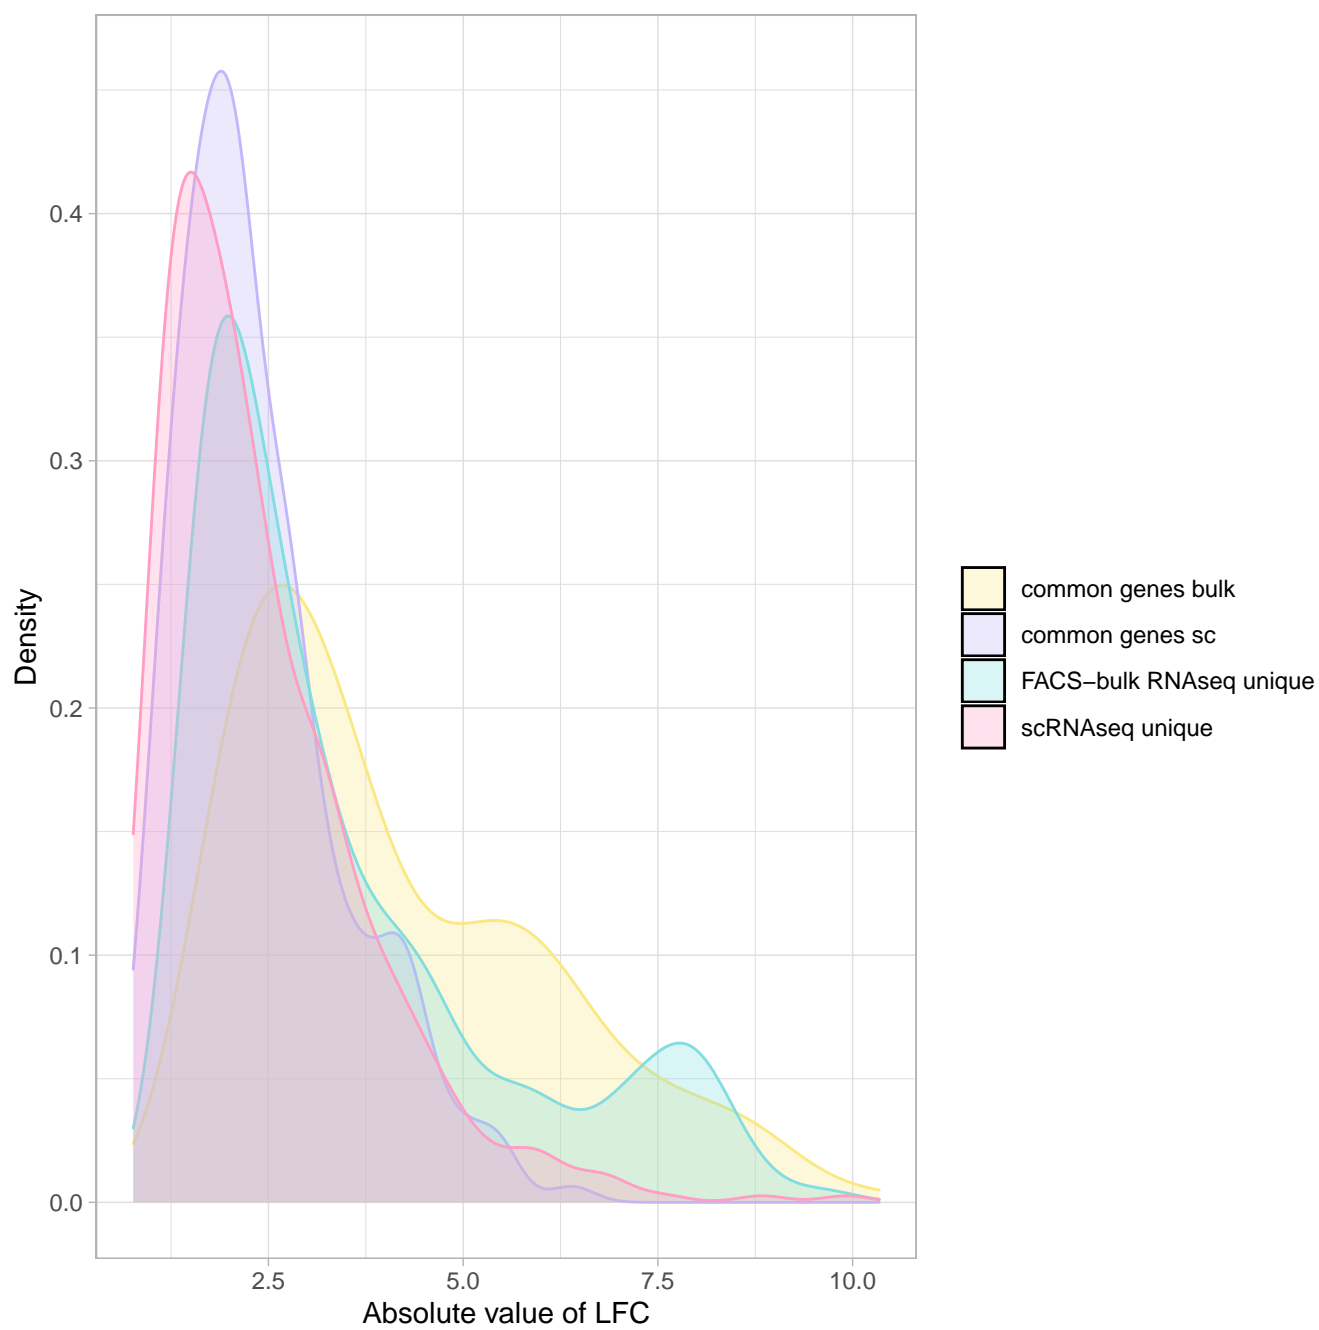 Density
0.4
0.3
0.2
0.1
0.0
2.5
5.0
7.5
10.0
Absolute value of LFC
common genes bulk
common genes sc
FACS−bulk RNAseq unique
scRNAseq unique